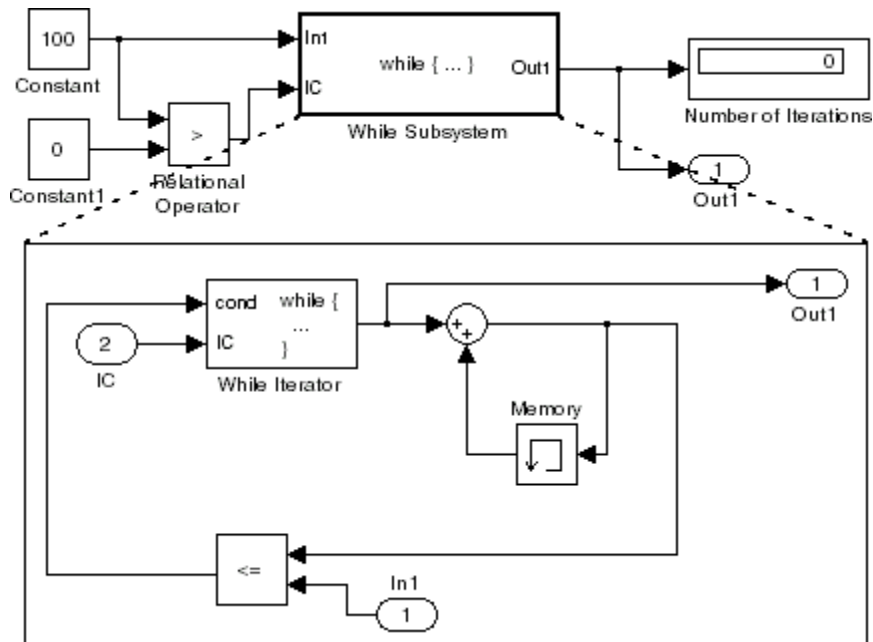 100
Constant
0
Constant1
>
Relational
Operator
In1
IC
while { ... }
Out1
While Subsystem
0
Number of Iterations
1
Out1
cond
IC
while {
...
}
While Iterator
2
IC
+
+
1
Out1
Memory
<=
In1
1